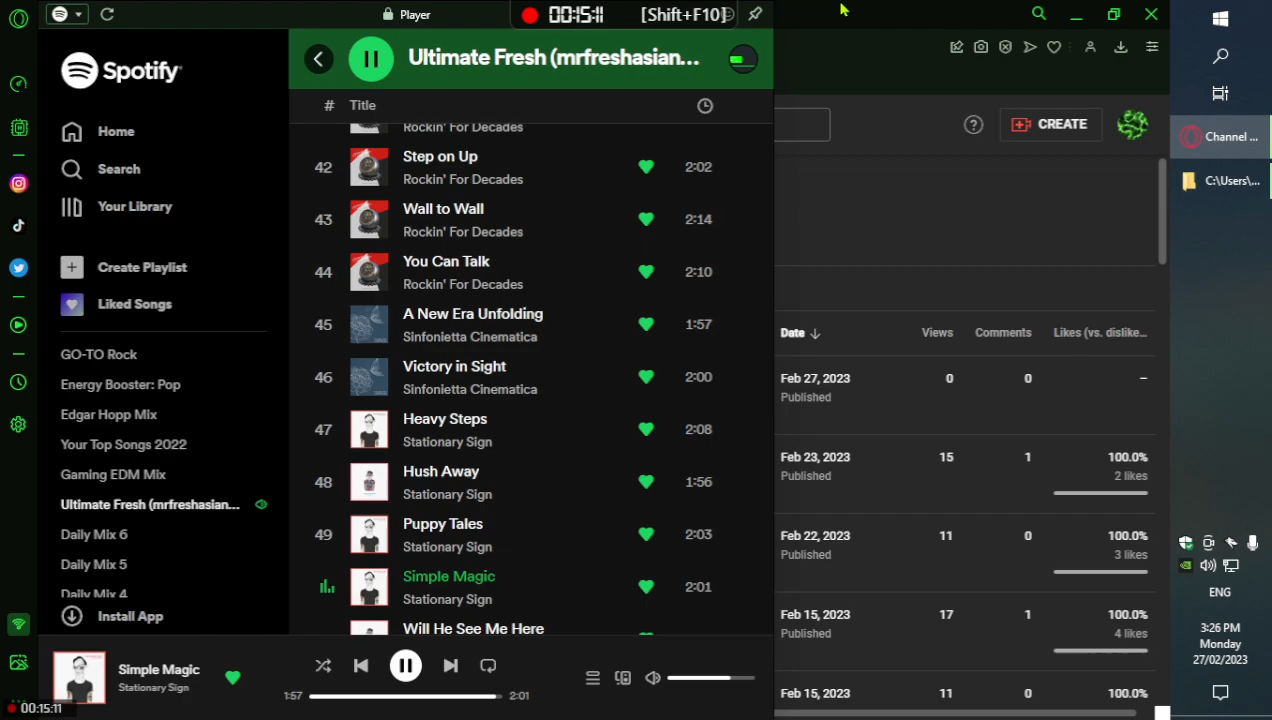 Player
00:15:11 [Shift+F10]
Spotify
Home
Search
Your Library
Create Playlist
Liked Songs
GO-TO Rock
Energy Booster: Pop
Edgar Hopp Mix
Your Top Songs 2022
Gaming EDM Mix
Ultimate Fresh (mrfreshasian...
Daily Mix 6
Daily Mix 5
Daily Mix 4
Install App
Ultimate Fresh (mrfreshasian...
# Title
Rockin' For Decades
42 Step on Up 2:02
Rockin' For Decades
43 Wall to Wall 2:14
Rockin' For Decades
44 You Can Talk 2:10
Rockin' For Decades
45 A New Era Unfolding 1:57
Sinfonietta Cinematica
46 Victory in Sight 2:00
Sinfonietta Cinematica
47 Heavy Steps 2:08
Stationary Sign
48 Hush Away 1:56
Stationary Sign
49 Puppy Tales 2:03
Stationary Sign
Simple Magic 2:01
Stationary Sign
Will He See Me Here
Simple Magic
Stationary Sign
1:57 2:01
00:15:11
CREATE
Date Views Comments Likes (vs. dislike...
Feb 27, 2023 0 0 –
Published
Feb 23, 2023 15 1 100.0%
Published 2 likes
Feb 22, 2023 11 0 100.0%
Published 3 likes
Feb 15, 2023 17 1 100.0%
Published 4 likes
Feb 15, 2023 11 0 100.0%
Channel ...
C:\Users\...
ENG
3:26 PM
Monday
27/02/2023